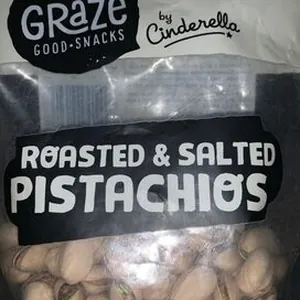 GRaze
GOOD-SNACKS
by
Cinderella
ROASTED & SALTED
PISTACHIOS